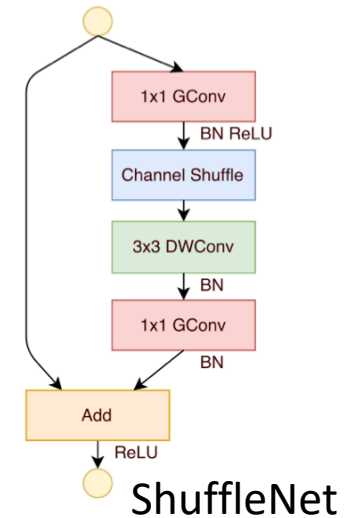 1x1 GConv
BN ReLU
Channel Shuffle
3x3 DWConv
BN
1x1 GConv
BN
Add
ReLU
ShuffleNet